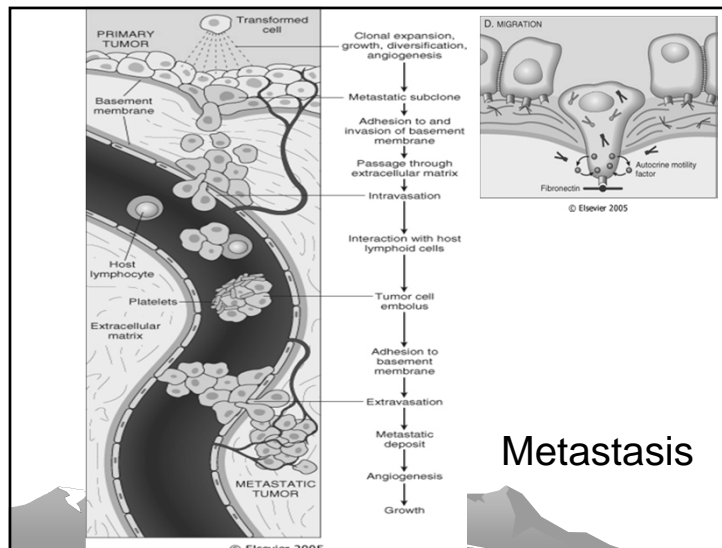 Transformed
cell
PRIMARY
TUMOR
Basement
membrane
Host
lymphocyte
Platelets
Extracellular
matrix
METASTATIC
TUMOR
Clonal expansion,
growth, diversification,
angiogenesis
Metastatic subclone
Adhesion to and
invasion of basement
membrane
Passage through
extracellular matrix
Intravasation
Interaction with host
lymphoid cells
Tumor cell
embolus
Adhesion to
basement
membrane
Extravasation
Metastatic
deposit
Angiogenesis
Growth
© Elsevier 2005
D. MIGRATION
Autocrine motility
factor
Fibronectin
© Elsevier 2005
Metastasis